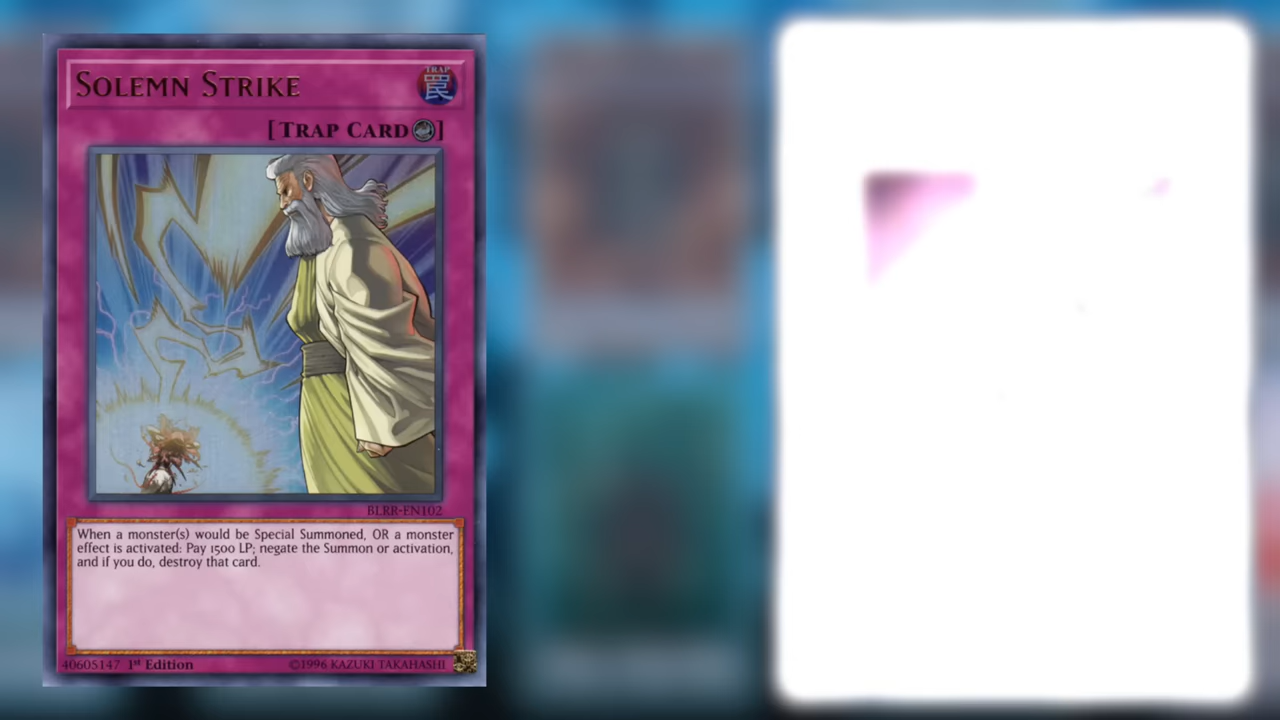 Solemn Strike
TRAP
罠
[Trap Card]
BLRR-EN102
When a monster(s) would be Special Summoned, OR a monster
effect is activated: Pay 1500 LP; negate the Summon or activation,
and if you do, destroy that card.
40605147 1st Edition ©1996 KAZUKI TAKAHASHI